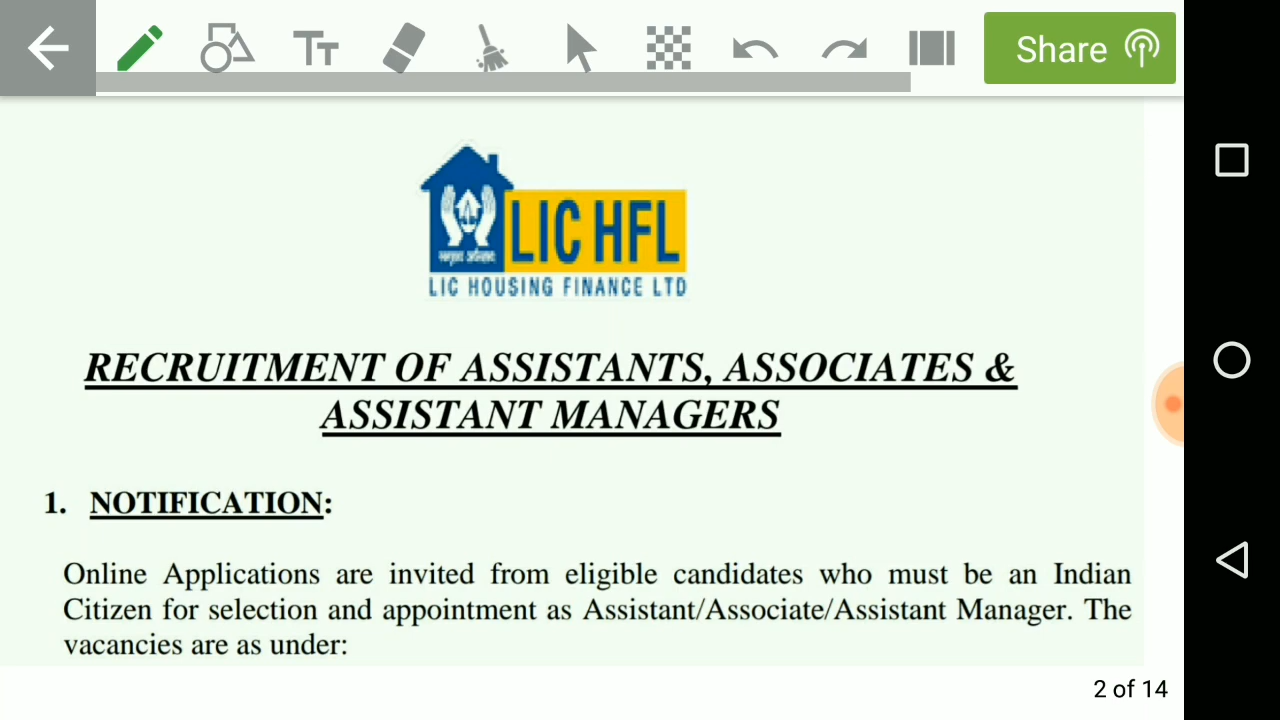 Share
LIC HFL
LIC HOUSING FINANCE LTD
RECRUITMENT OF ASSISTANTS, ASSOCIATES &
ASSISTANT MANAGERS
1. NOTIFICATION:
Online Applications are invited from eligible candidates who must be an Indian
Citizen for selection and appointment as Assistant/Associate/Assistant Manager. The
vacancies are as under:
2 of 14